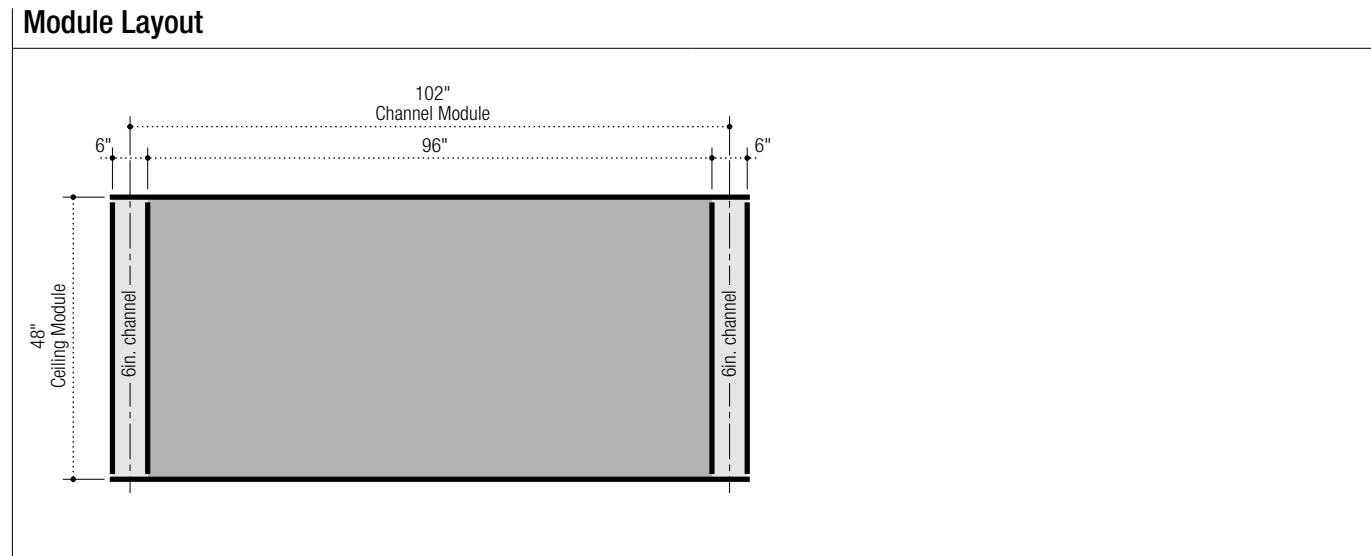 Module Layout
102"
Channel Module
6"
96"
6"
48"
Ceiling Module
6in. channel
6in. channel